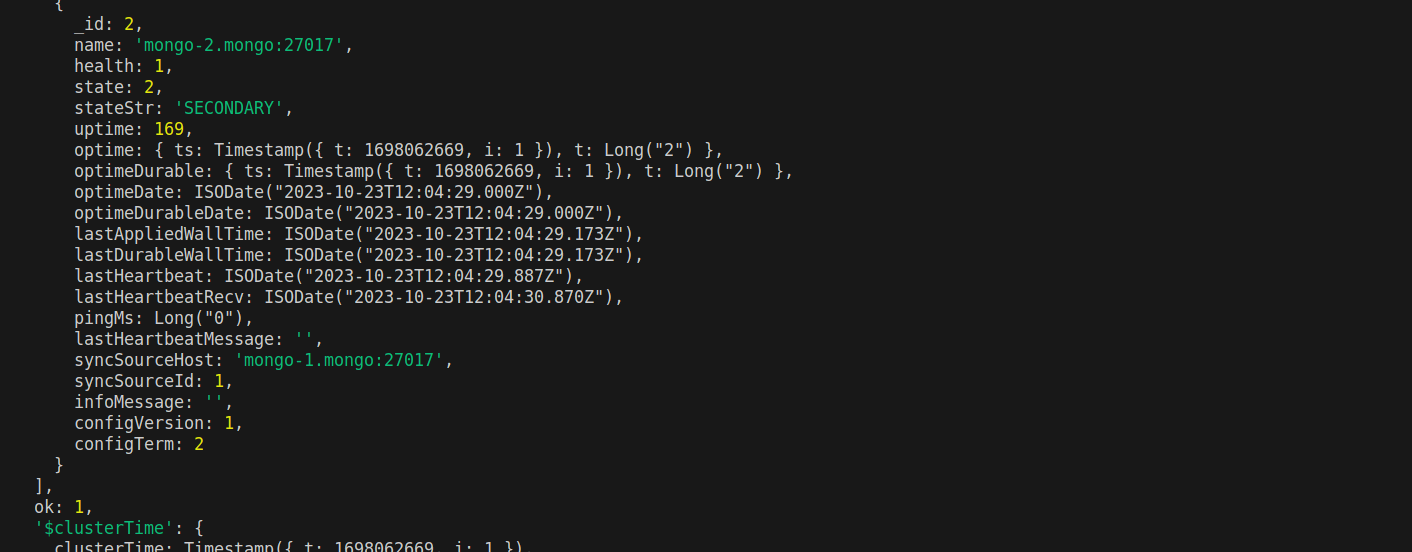 {
_id: 2,
name: 'mongo-2.mongo:27017',
health: 1,
state: 2,
stateStr: 'SECONDARY',
uptime: 169,
optime: { ts: Timestamp({ t: 1698062669, i: 1 }), t: Long("2") },
optimeDurable: { ts: Timestamp({ t: 1698062669, i: 1 }), t: Long("2") },
optimeDate: ISODate("2023-10-23T12:04:29.000Z"),
optimeDurableDate: ISODate("2023-10-23T12:04:29.000Z"),
lastAppliedWallTime: ISODate("2023-10-23T12:04:29.173Z"),
lastDurableWallTime: ISODate("2023-10-23T12:04:29.173Z"),
lastHeartbeat: ISODate("2023-10-23T12:04:29.887Z"),
lastHeartbeatRecv: ISODate("2023-10-23T12:04:30.870Z"),
pingMs: Long("0"),
lastHeartbeatMessage: '',
syncSourceHost: 'mongo-1.mongo:27017',
syncSourceId: 1,
infoMessage: '',
configVersion: 1,
configTerm: 2
}
],
ok: 1,
'$clusterTime': {
clusterTime: Timestamp({ t: 1698062669, i: 1 }),